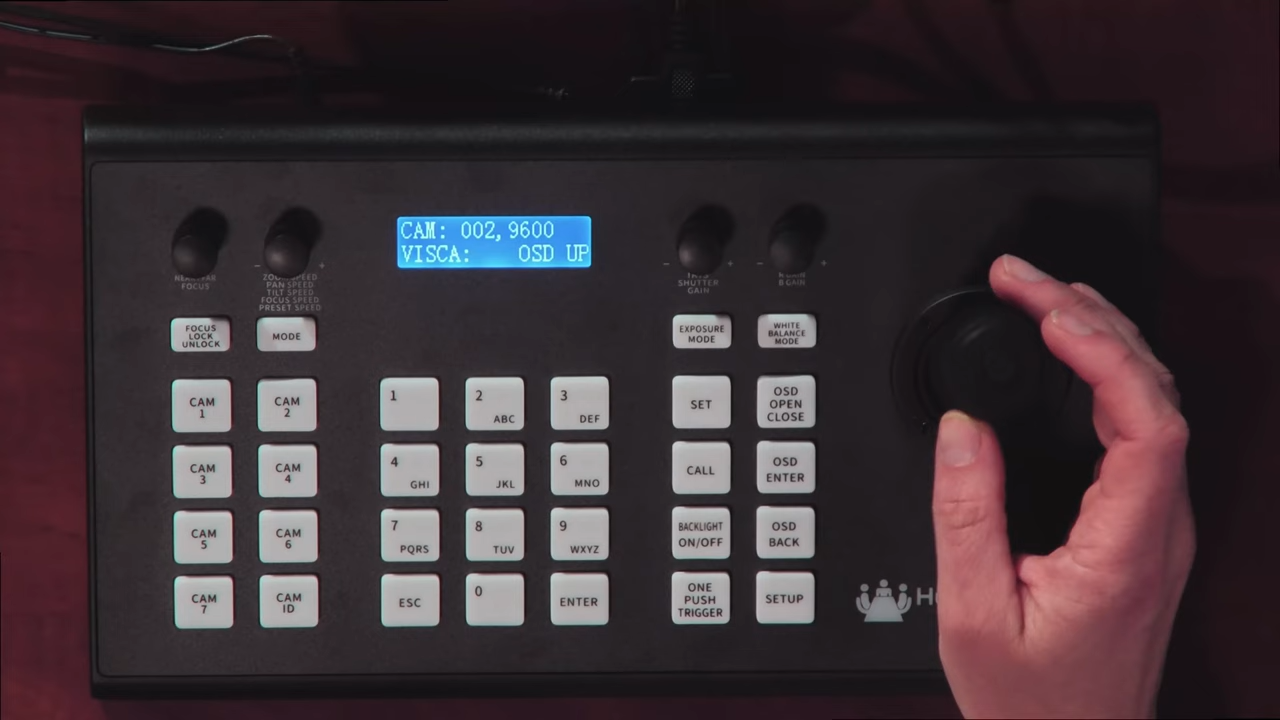 CAM: 002,9600
VISCA: OSD UP
FOCUS
ZOOM SPEED
PAN SPEED
TILT SPEED
FOCUS SPEED
PRESET SPEED
- +
- +
SHUTTER
GAIN
- +
B GAIN
FOCUS
LOCK
UNLOCK
MODE
EXPOSURE
MODE
WHITE
BALANCE
MODE
CAM
1
CAM
2
1
2
ABC
3
DEF
SET
OSD
OPEN
CLOSE
CAM
3
CAM
4
4
GHI
5
JKL
6
MNO
CALL
OSD
ENTER
CAM
5
CAM
6
7
PQRS
8
TUV
9
WXYZ
BACKLIGHT
ON/OFF
OSD
BACK
CAM
7
CAM
ID
ESC
0
ENTER
ONE
PUSH
TRIGGER
SETUP